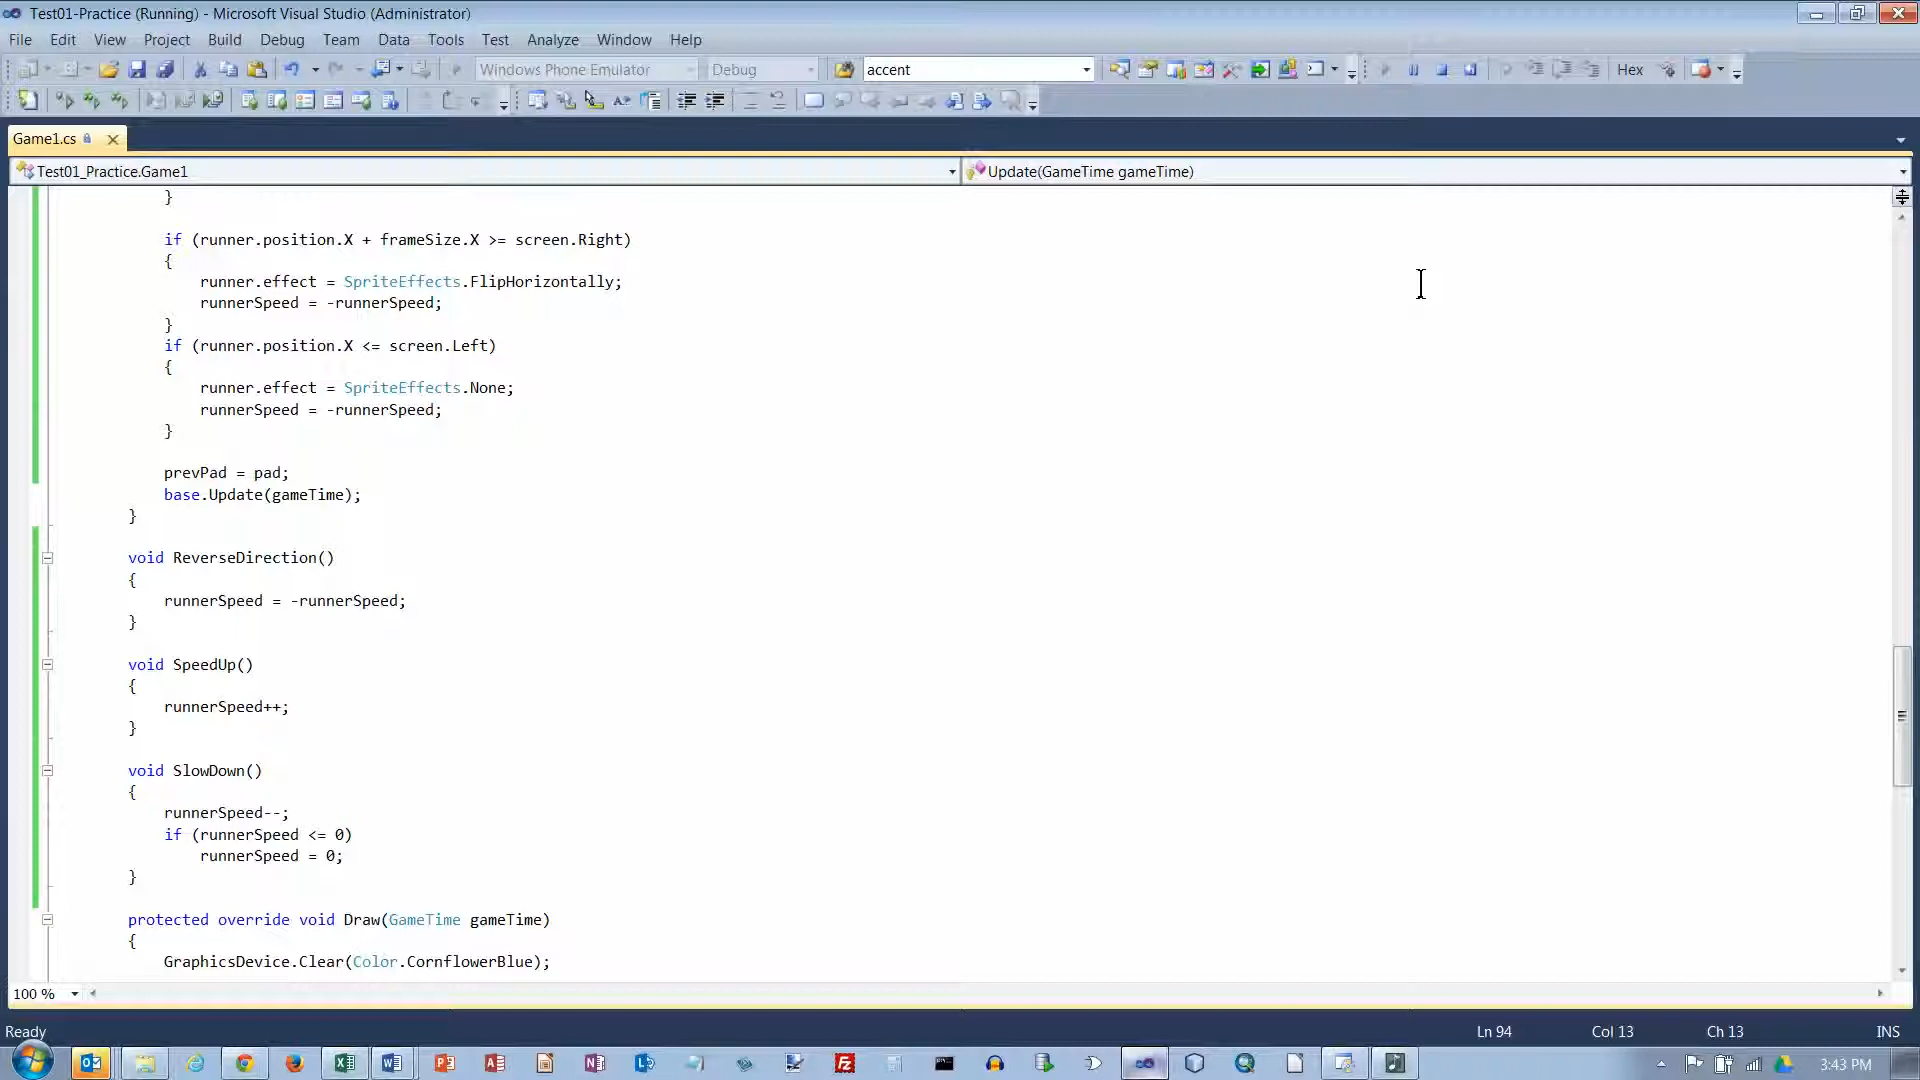 Test01-Practice (Running) - Microsoft Visual Studio (Administrator)
File Edit View Project Build Debug Team Data Tools Test Analyze Window Help
Windows Phone Emulator Debug accent Hex
Game1.cs
Test01_Practice.Game1 Update(GameTime gameTime)
}
if (runner.position.X + frameSize.X >= screen.Right)
{
runner.effect = SpriteEffects.FlipHorizontally;
runnerSpeed = -runnerSpeed;
}
if (runner.position.X <= screen.Left)
{
runner.effect = SpriteEffects.None;
runnerSpeed = -runnerSpeed;
}
prevPad = pad;
base.Update(gameTime);
}
void ReverseDirection()
{
runnerSpeed = -runnerSpeed;
}
void SpeedUp()
{
runnerSpeed++;
}
void SlowDown()
{
runnerSpeed--;
if (runnerSpeed <= 0)
runnerSpeed = 0;
}
protected override void Draw(GameTime gameTime)
{
GraphicsDevice.Clear(Color.CornflowerBlue);
100 %
Ready Ln 94 Col 13 Ch 13 INS
3:43 PM